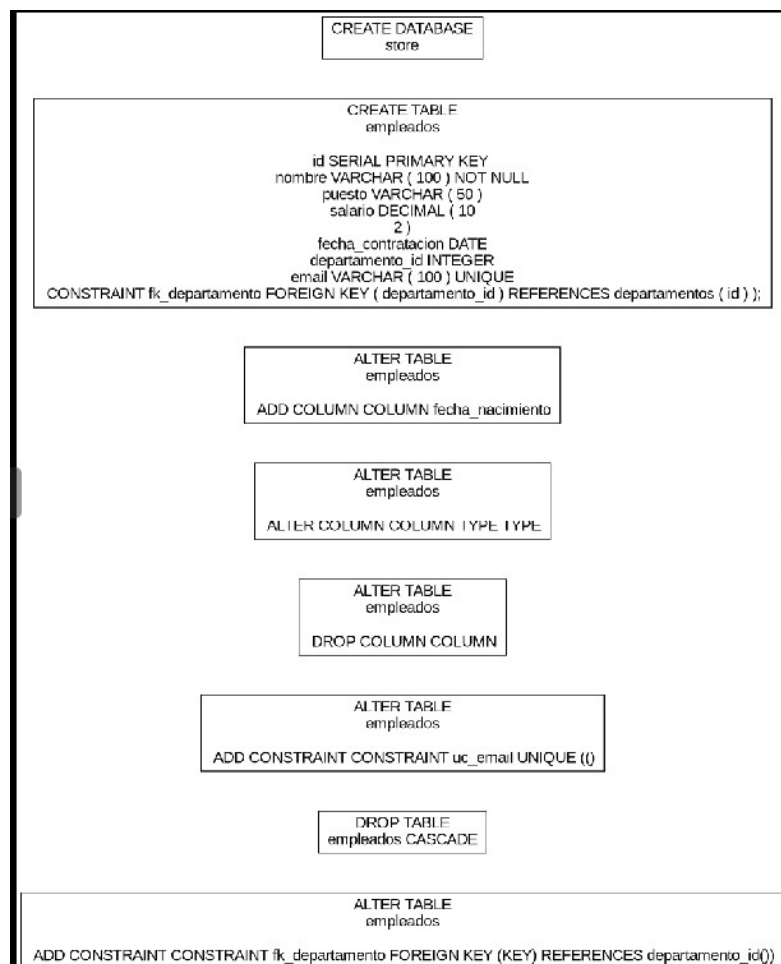 CREATE DATABASE
store
CREATE TABLE
empleados
id SERIAL PRIMARY KEY
nombre VARCHAR ( 100 ) NOT NULL
puesto VARCHAR ( 50 )
salario DECIMAL ( 10
2 )
fecha_contratacion DATE
departamento_id INTEGER
email VARCHAR ( 100 ) UNIQUE
CONSTRAINT fk_departamento FOREIGN KEY ( departamento_id ) REFERENCES departamentos ( id ) );
ALTER TABLE
empleados
ADD COLUMN COLUMN fecha_nacimiento
ALTER TABLE
empleados
ALTER COLUMN COLUMN TYPE TYPE
ALTER TABLE
empleados
DROP COLUMN COLUMN
ALTER TABLE
empleados
ADD CONSTRAINT CONSTRAINT uc_email UNIQUE (()
DROP TABLE
empleados CASCADE
ALTER TABLE
empleados
ADD CONSTRAINT CONSTRAINT fk_departamento FOREIGN KEY (KEY) REFERENCES departamento_id())